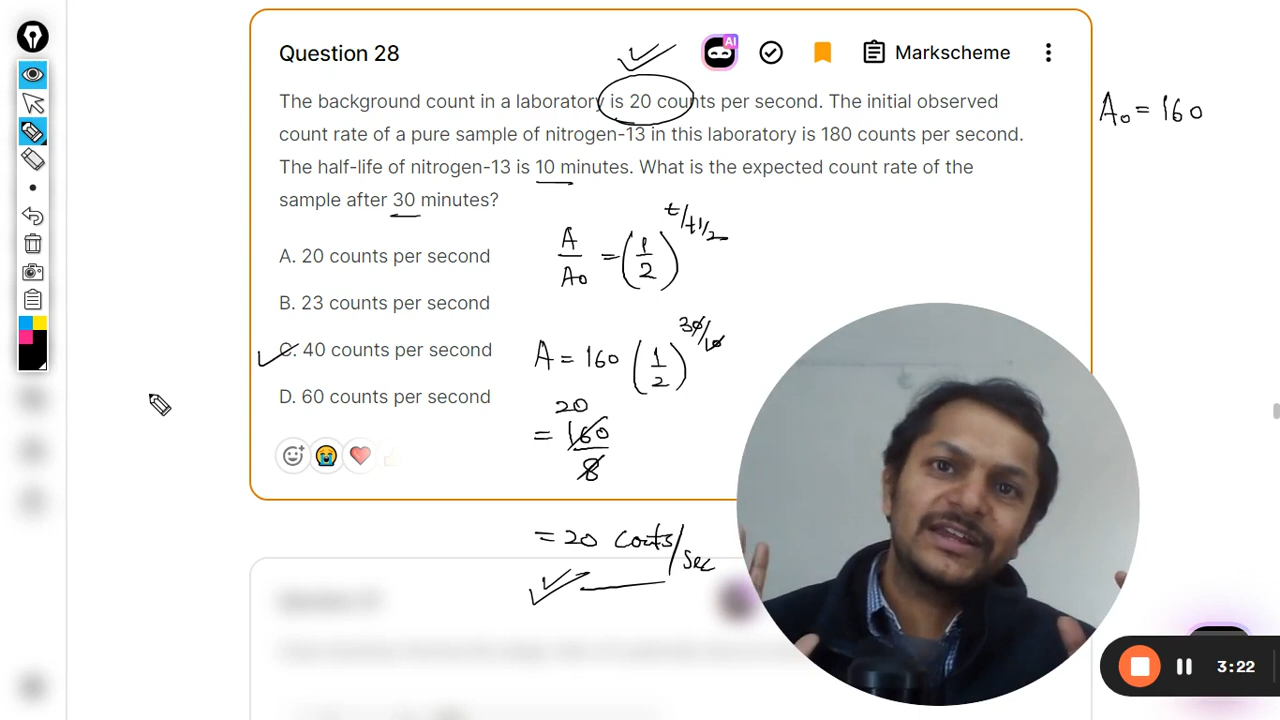 Question 28
AI
Markscheme
The background count in a laboratory is 20 counts per second. The initial observed
count rate of a pure sample of nitrogen-13 in this laboratory is 180 counts per second.
The half-life of nitrogen-13 is 10 minutes. What is the expected count rate of the
sample after 30 minutes?
A₀ = 160
A. 20 counts per second
B. 23 counts per second
C. 40 counts per second
D. 60 counts per second
A/A₀ = (1/2)^t/t1/2
A = 160 (1/2)^30/10
20
= 160/8
= 20 couts/sec
3:22